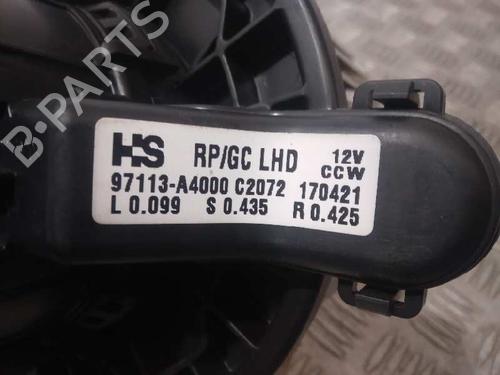 B-PARTS
HS RP/GC LHD 12V
CCW
97113-A4000 C2072 170421
L 0.099 S 0.435 R 0.425